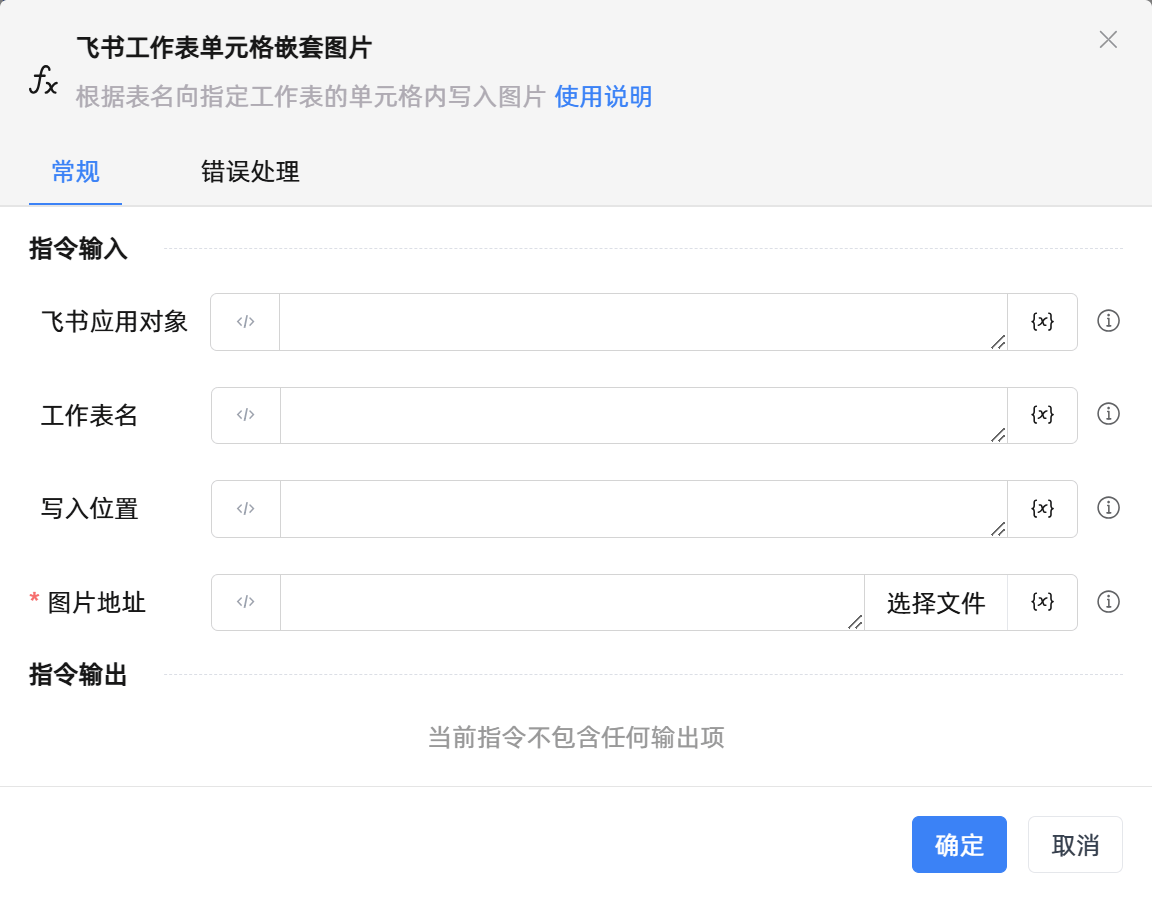 飞书工作表单元格嵌套图片
fx 根据表名向指定工作表的单元格内写入图片 使用说明
常规 错误处理
指令输入
飞书应用对象 </> {x}
工作表名 </> {x}
写入位置 </> {x}
* 图片地址 </> 选择文件 {x}
指令输出
当前指令不包含任何输出项
确定 取消